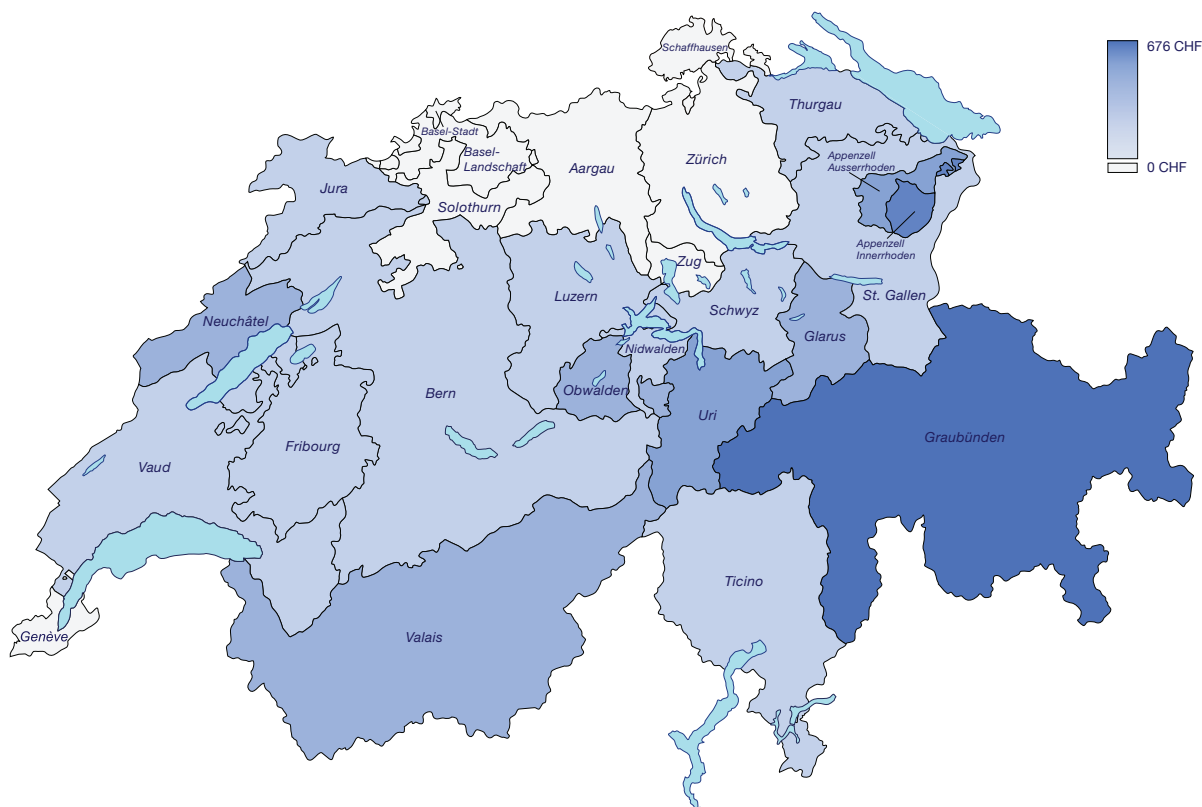 Schaffhausen
676 CHF
Thurgau
Basel-Stadt
Basel-
Landschaft
Aargau
Zürich
Appenzell
Ausserrhoden
0 CHF
Jura
Solothurn
Appenzell
Innerrhoden
Zug
Luzern
St. Gallen
Neuchâtel
Schwyz
Glarus
Nidwalden
Bern
Obwalden
Uri
Graubünden
Fribourg
Vaud
Ticino
Genève
Valais